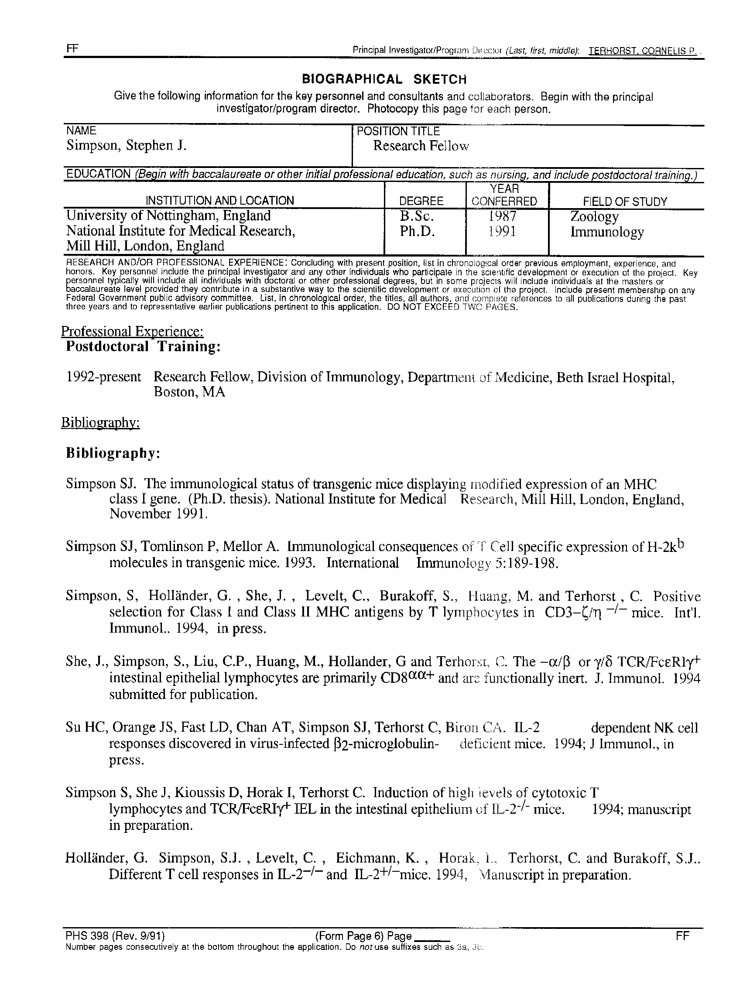 FF
Principal Investigator/Program Director (Last, first, middle): TERHORST, CORNELIS P.
BIOGRAPHICAL SKETCH
Give the following information for the key personnel and consultants and collaborators. Begin with the principal
investigator/program director. Photocopy this page for each person.
NAME
Simpson, Stephen J.
POSITION TITLE
Research Fellow
EDUCATION (Begin with baccalaureate or other initial professional education, such as nursing, and include postdoctoral training.)
INSTITUTION AND LOCATION
DEGREE
YEAR
CONFERRED
FIELD OF STUDY
University of Nottingham, England B.Sc. 1987 Zoology
National Institute for Medical Research, Ph.D. 1991 Immunology
Mill Hill, London, England
RESEARCH AND/OR PROFESSIONAL EXPERIENCE: Concluding with present position, list in chronological order previous employment, experience, and
honors. Key personnel include the principal investigator and any other individuals who participate in the scientific development or execution of the project. Key
personnel typically will include all individuals with doctoral or other professional degrees, but in some projects will include individuals at the masters or
baccalaureate level provided they contribute in a substantive way to the scientific development or execution of the project. Include present membership on any
Federal Government public advisory committee. List, in chronological order, the titles, all authors, and complete references to all publications during the past
three years and to representative earlier publications pertinent to this application. DO NOT EXCEED TWO PAGES.
Professional Experience:
Postdoctoral Training:
1992-present Research Fellow, Division of Immunology, Department of Medicine, Beth Israel Hospital,
Boston, MA
Bibliography:
Bibliography:
Simpson SJ. The immunological status of transgenic mice displaying modified expression of an MHC
class I gene. (Ph.D. thesis). National Institute for Medical Research, Mill Hill, London, England,
November 1991.
Simpson SJ, Tomlinson P, Mellor A. Immunological consequences of T Cell specific expression of H-2kᵇ
molecules in transgenic mice. 1993. International Immunology 5:189-198.
Simpson, S, Holländer, G. , She, J. , Levelt, C., Burakoff, S., Huang, M. and Terhorst , C. Positive
selection for Class I and Class II MHC antigens by T lymphocytes in CD3–ζ/η –/– mice. Int'l.
Immunol.. 1994, in press.
She, J., Simpson, S., Liu, C.P., Huang, M., Hollander, G and Terhorst, C. The –α/β or γ/δ TCR/FcεR1γ+
intestinal epithelial lymphocytes are primarily CD8αα+ and are functionally inert. J. Immunol. 1994
submitted for publication.
Su HC, Orange JS, Fast LD, Chan AT, Simpson SJ, Terhorst C, Biron CA. IL-2 dependent NK cell
responses discovered in virus-infected β2-microglobulin- deficient mice. 1994; J Immunol., in
press.
Simpson S, She J, Kioussis D, Horak I, Terhorst C. Induction of high levels of cytotoxic T
lymphocytes and TCR/FcεRIγ+ IEL in the intestinal epithelium of IL-2-/- mice. 1994; manuscript
in preparation.
Holländer, G. Simpson, S.J. , Levelt, C. , Eichmann, K. , Horak, I.. Terhorst, C. and Burakoff, S.J..
Different T cell responses in IL-2–/– and IL-2+/–mice. 1994, Manuscript in preparation.
PHS 398 (Rev. 9/91) (Form Page 6) Page ______ FF
Number pages consecutively at the bottom throughout the application. Do not use suffixes such as 3a, 3b.